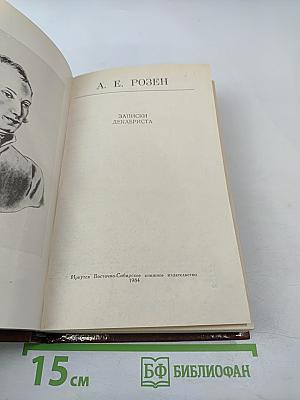 А. Е. РОЗЕН
ЗАПИСКИ
ДЕКАБРИСТА
Иркутск Восточно-Сибирское книжное издательство
1984
15 см
БФ БИБЛИОФАН